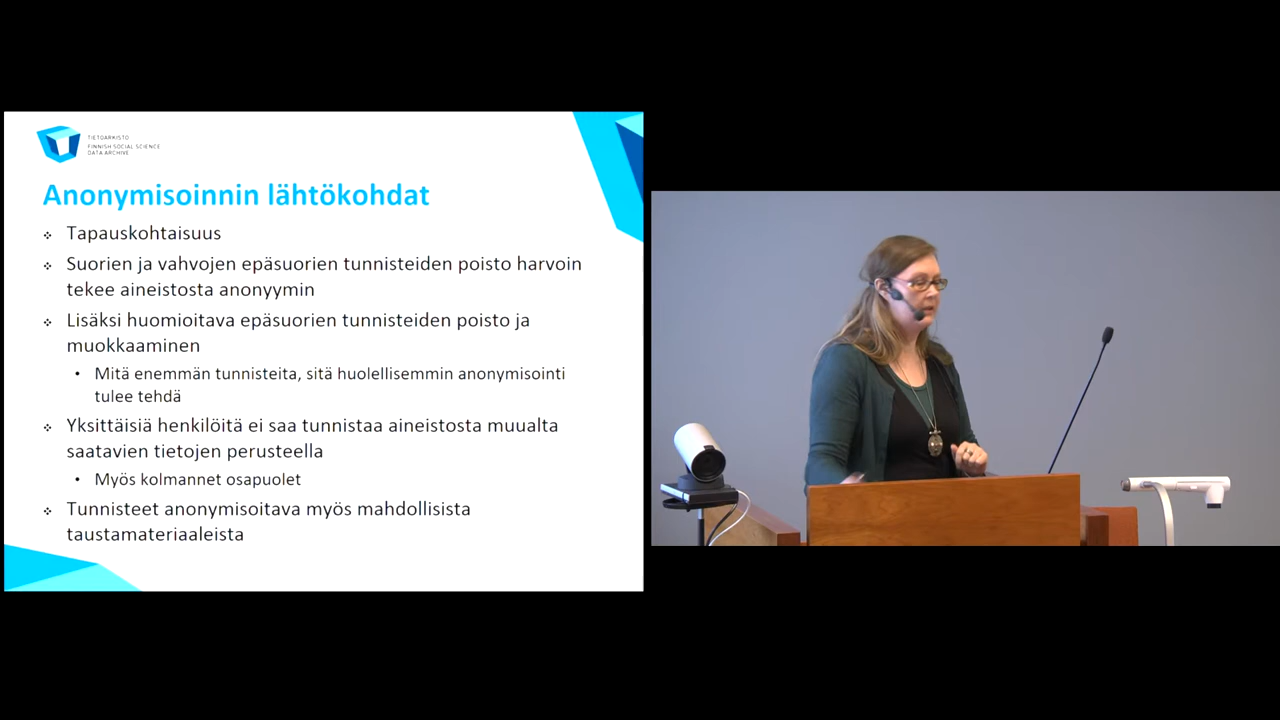 TIETOARKISTO
FINNISH SOCIAL SCIENCE
DATA ARCHIVE
Anonymisoinnin lähtökohdat
Tapauskohtaisuus
Suorien ja vahvojen epäsuorien tunnisteiden poisto harvoin
tekee aineistosta anonyymin
Lisäksi huomioitava epäsuorien tunnisteiden poisto ja
muokkaaminen
Mitä enemmän tunnisteita, sitä huolellisemmin anonymisointi
tulee tehdä
Yksittäisiä henkilöitä ei saa tunnistaa aineistosta muualta
saatavien tietojen perusteella
Myös kolmannet osapuolet
Tunnisteet anonymisoitava myös mahdollisista
taustamateriaaleista